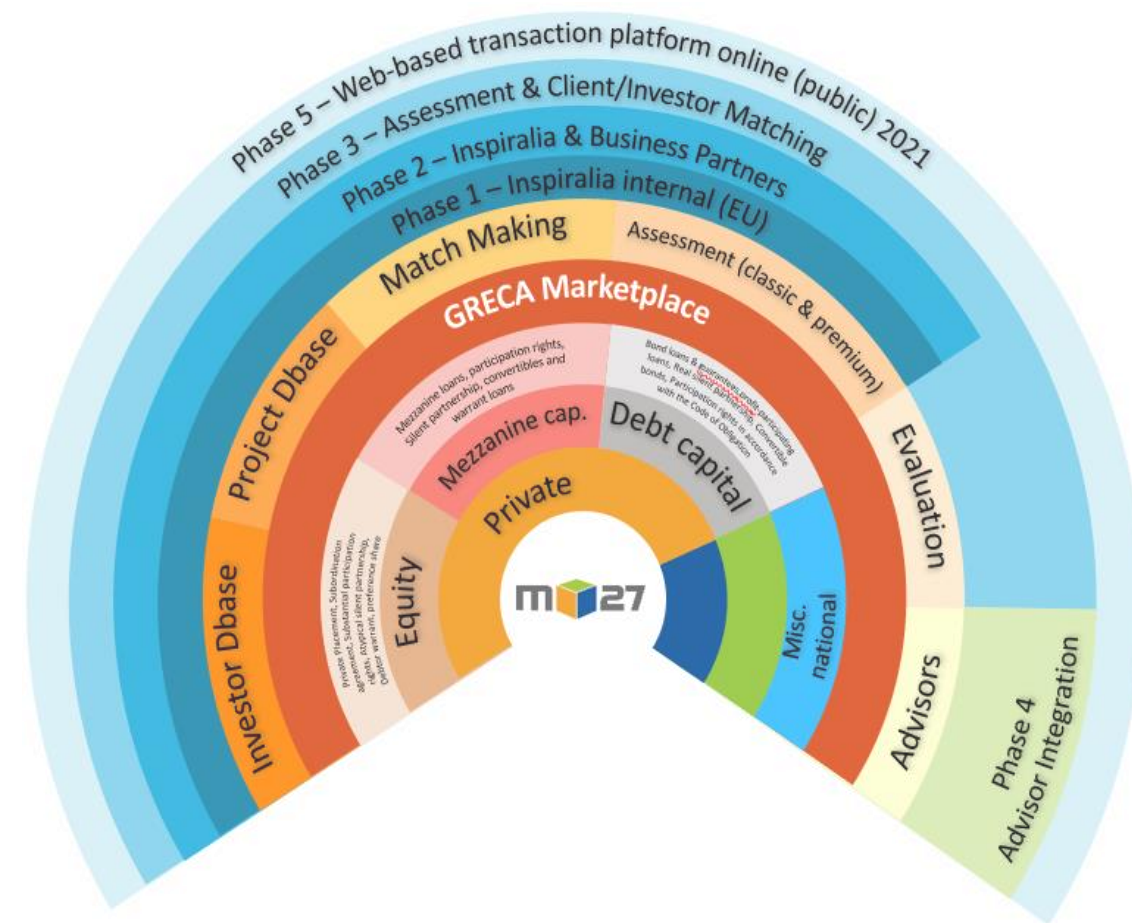 Phase 5 – Web-based transaction platform online (public) 2021
Phase 3 – Assessment & Client/Investor Matching
Phase 2 – Inspiralia & Business Partners
Phase 1 – Inspiralia internal (EU)
Match Making
Assessment (classic & premium)
Project Dbase
Investor Dbase
Evaluation
Advisors
Phase 4
Advisor Integration
GRECA Marketplace
Mezzanine loans, participation rights,
Silent partnership, convertibles and
warrant loans
Bond loans & guarantees,profit-participating
loans, Real silent partnership, Convertible
bonds, Participation rights in accordance
with the Code of Obligation
Private Placement, Subordination
agreement, Substantial participation
rights, Atypical silent partnership,
Debtor warrant, preference share
Mezzanine cap.
Debt capital
Equity
Private
Misc.
national
m27